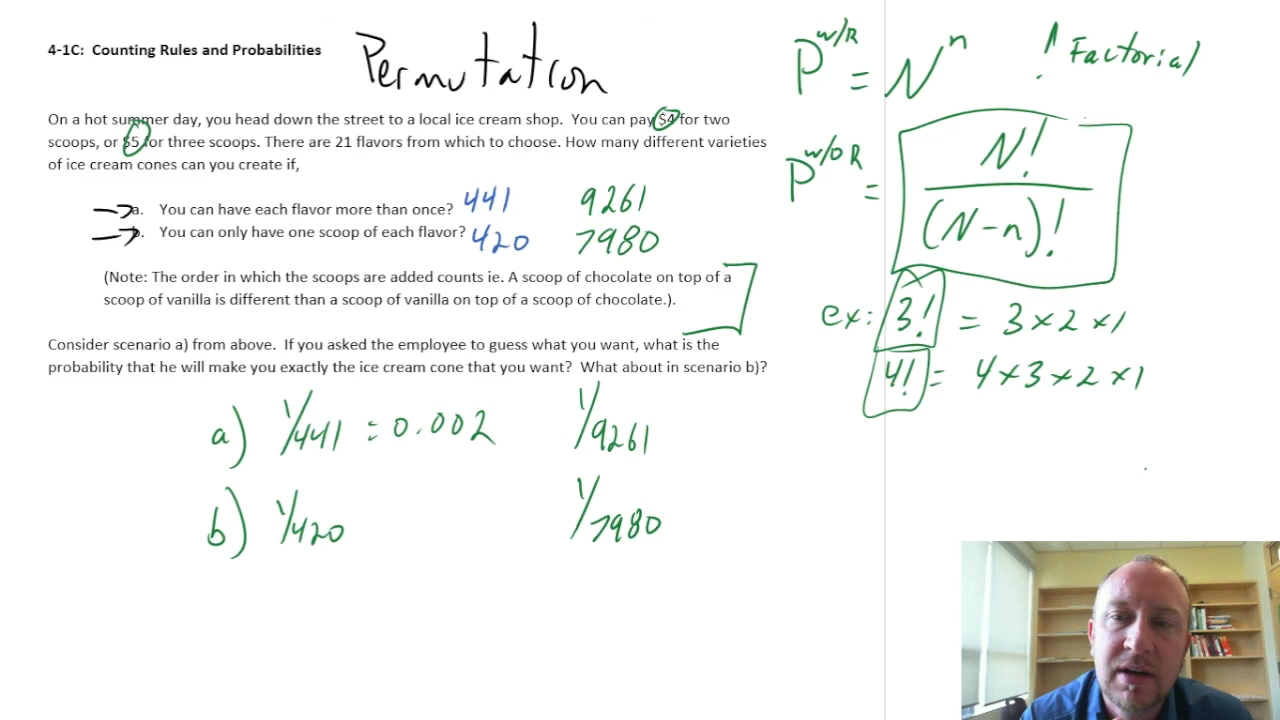 4-1C: Counting Rules and Probabilities
Permutation
On a hot summer day, you head down the street to a local ice cream shop. You can pay $4 for two
scoops, or $5 for three scoops. There are 21 flavors from which to choose. How many different varieties
of ice cream cones can you create if,
a. You can have each flavor more than once? 441 9261
b. You can only have one scoop of each flavor? 420 7980
(Note: The order in which the scoops are added counts ie. A scoop of chocolate on top of a
scoop of vanilla is different than a scoop of vanilla on top of a scoop of chocolate.).
Consider scenario a) from above. If you asked the employee to guess what you want, what is the
probability that he will make you exactly the ice cream cone that you want? What about in scenario b)?
a) 1/441 = 0.002 1/9261
b) 1/420 1/7980
P^w/R = N^n ! Factorial
P^w/o R = N! / (N-n)!
ex: 3! = 3 × 2 × 1
4! = 4 × 3 × 2 × 1